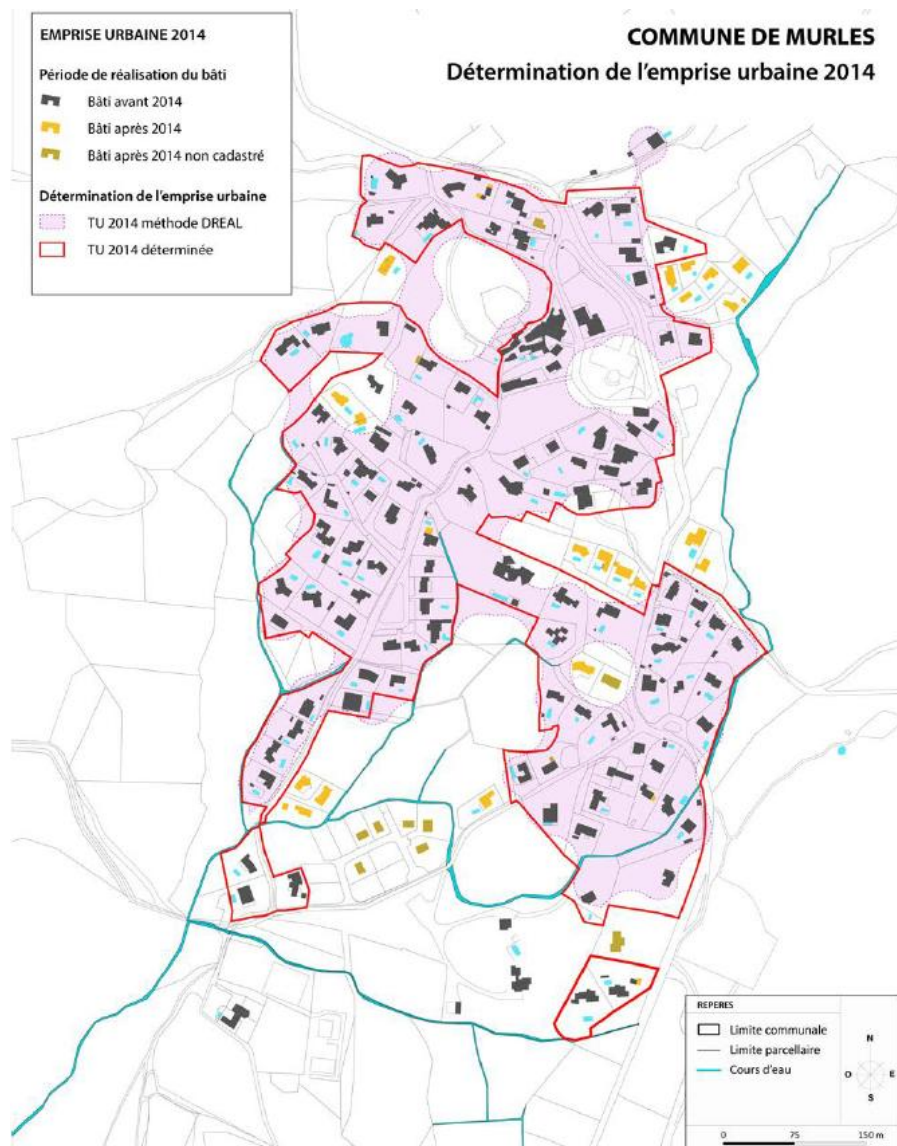 EMPRISE URBAINE 2014
Période de réalisation du bâti
Bâti avant 2014
Bâti après 2014
Bâti après 2014 non cadastré
Détermination de l'emprise urbaine
TU 2014 méthode DREAL
TU 2014 déterminée
COMMUNE DE MURLES
Détermination de l'emprise urbaine 2014
REPERES
Limite communale
Limite parcellaire
Cours d'eau
N
O
E
S
0 75 150 m